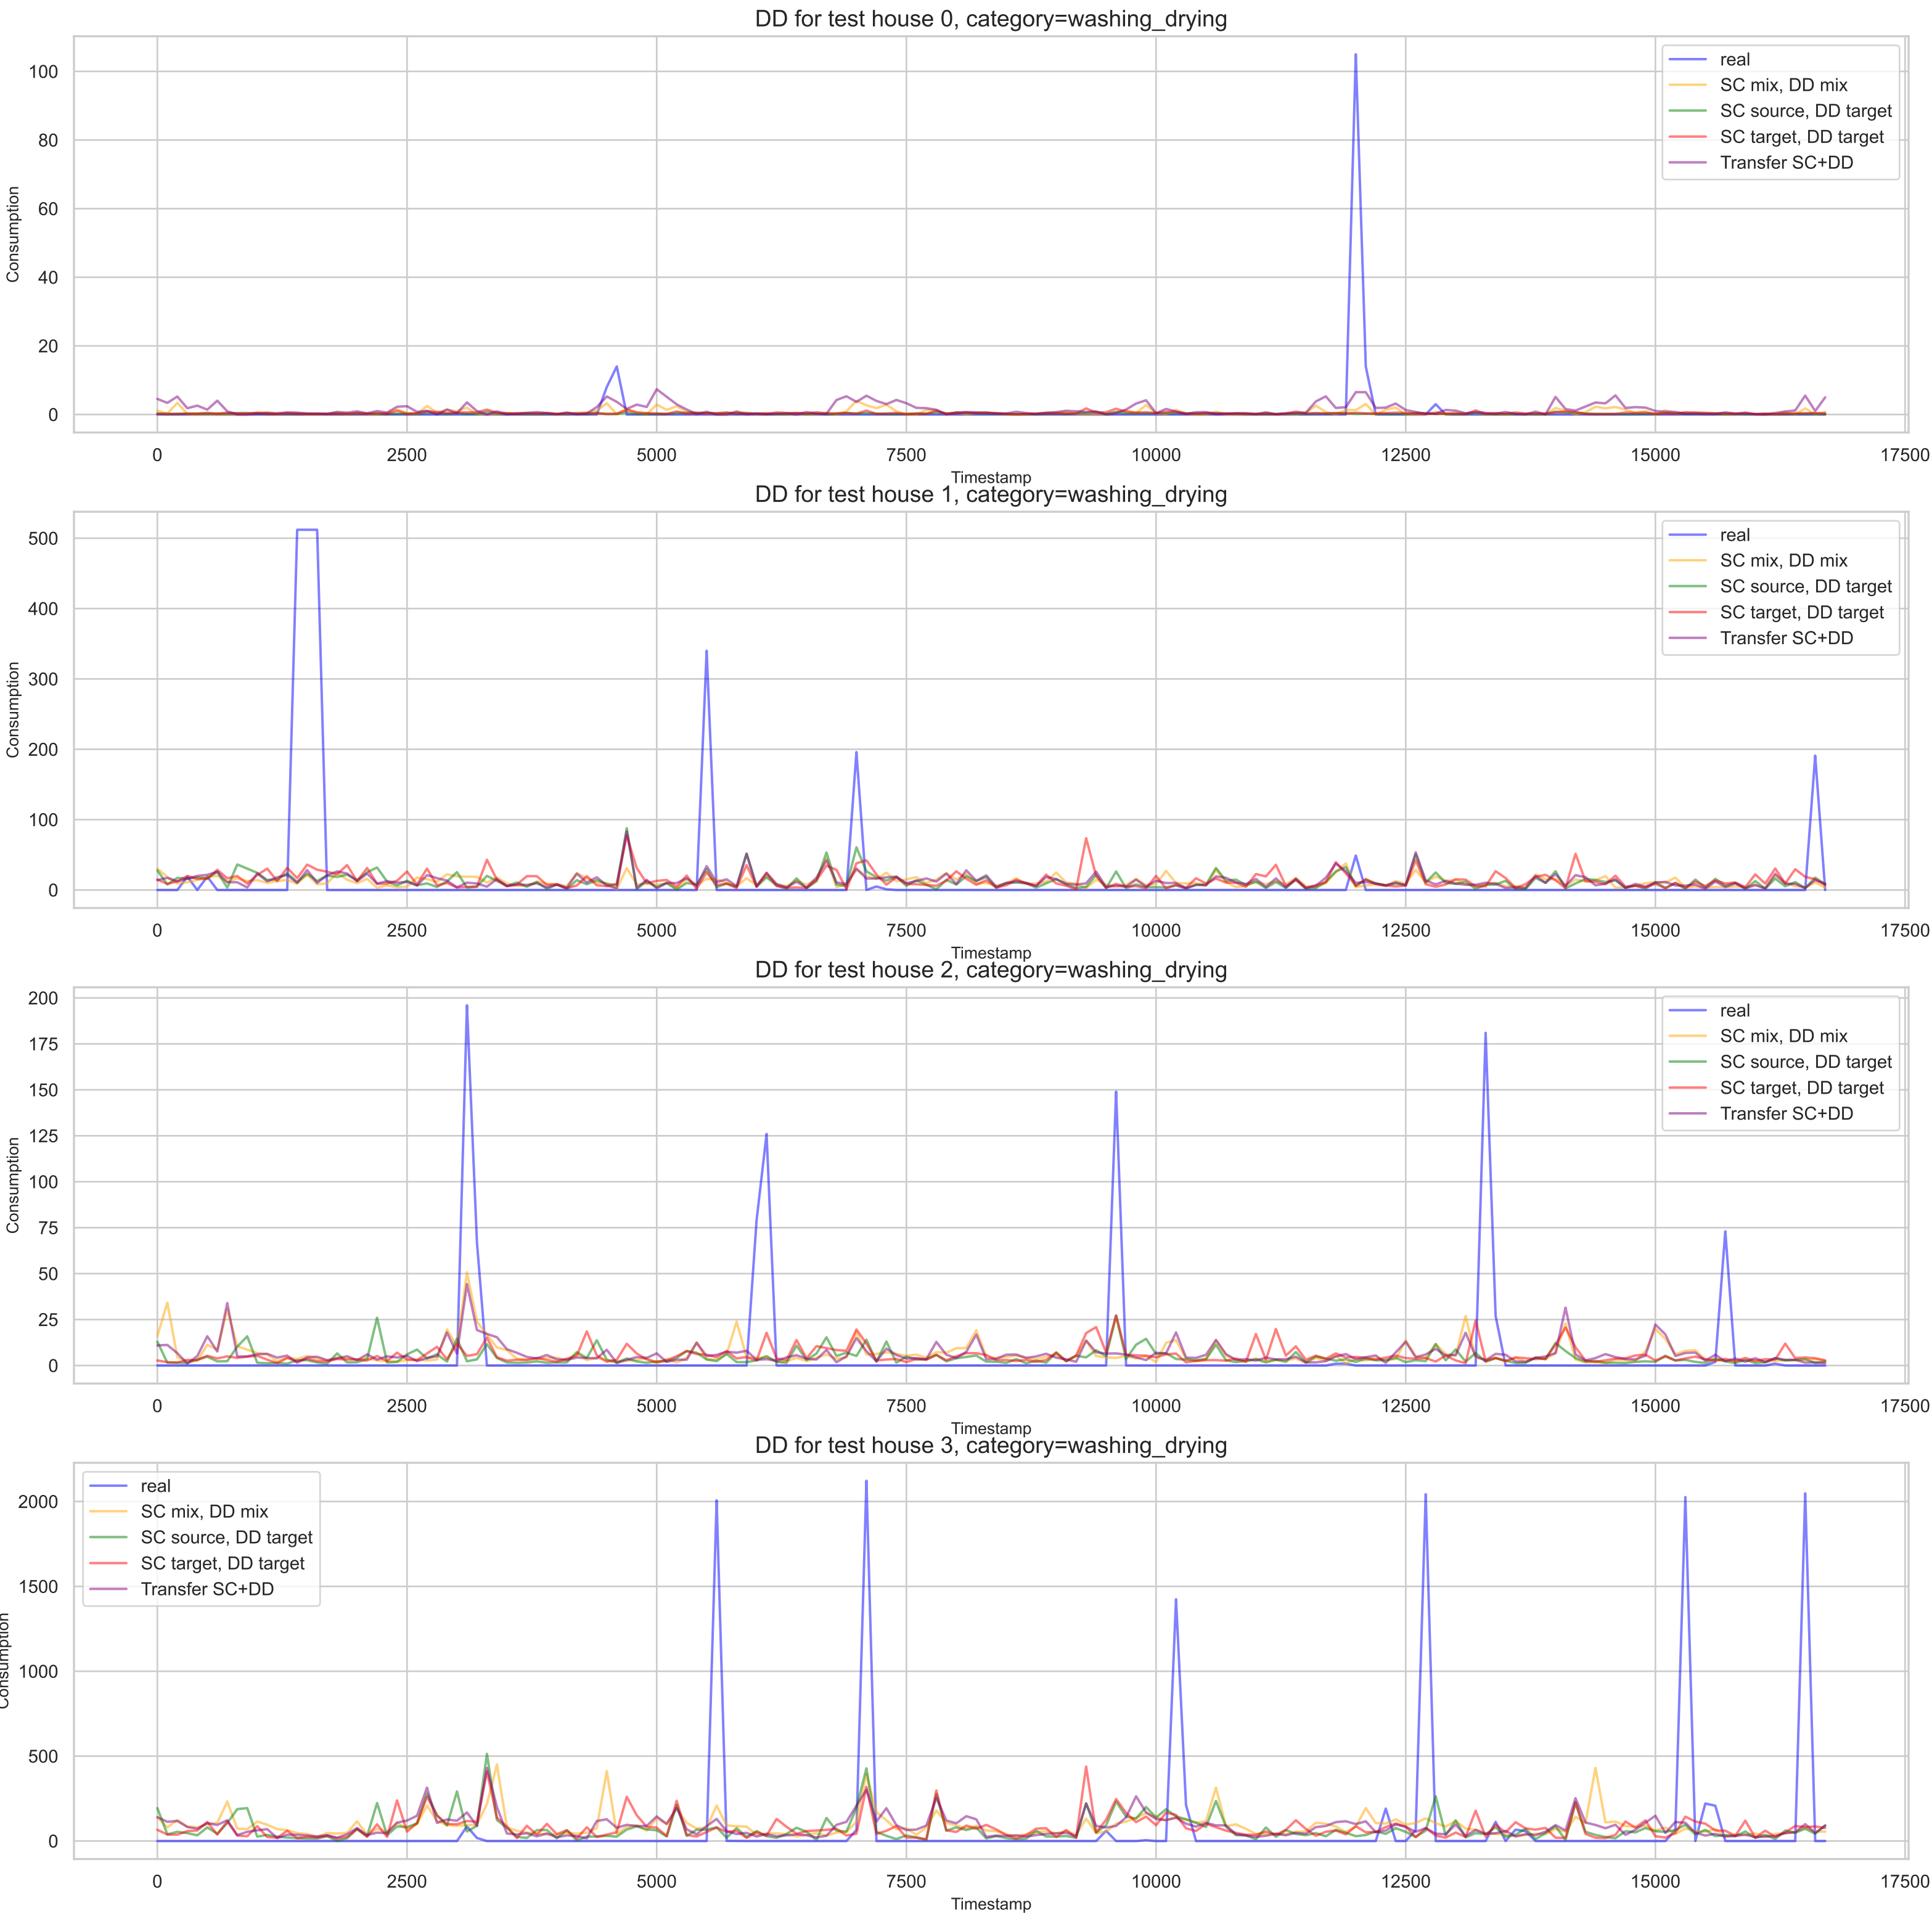 DD for test house 0, category=washing_drying
100
80
60
40
20
0
Consumption
real
SC mix, DD mix
SC source, DD target
SC target, DD target
Transfer SC+DD
0 2500 5000 7500 10000 12500 15000 17500
Timestamp
DD for test house 1, category=washing_drying
500
400
300
200
100
0
Consumption
real
SC mix, DD mix
SC source, DD target
SC target, DD target
Transfer SC+DD
0 2500 5000 7500 10000 12500 15000 17500
Timestamp
DD for test house 2, category=washing_drying
200
175
150
125
100
75
50
25
0
Consumption
real
SC mix, DD mix
SC source, DD target
SC target, DD target
Transfer SC+DD
0 2500 5000 7500 10000 12500 15000 17500
Timestamp
DD for test house 3, category=washing_drying
2000
1500
1000
500
0
Consumption
real
SC mix, DD mix
SC source, DD target
SC target, DD target
Transfer SC+DD
0 2500 5000 7500 10000 12500 15000 17500
Timestamp